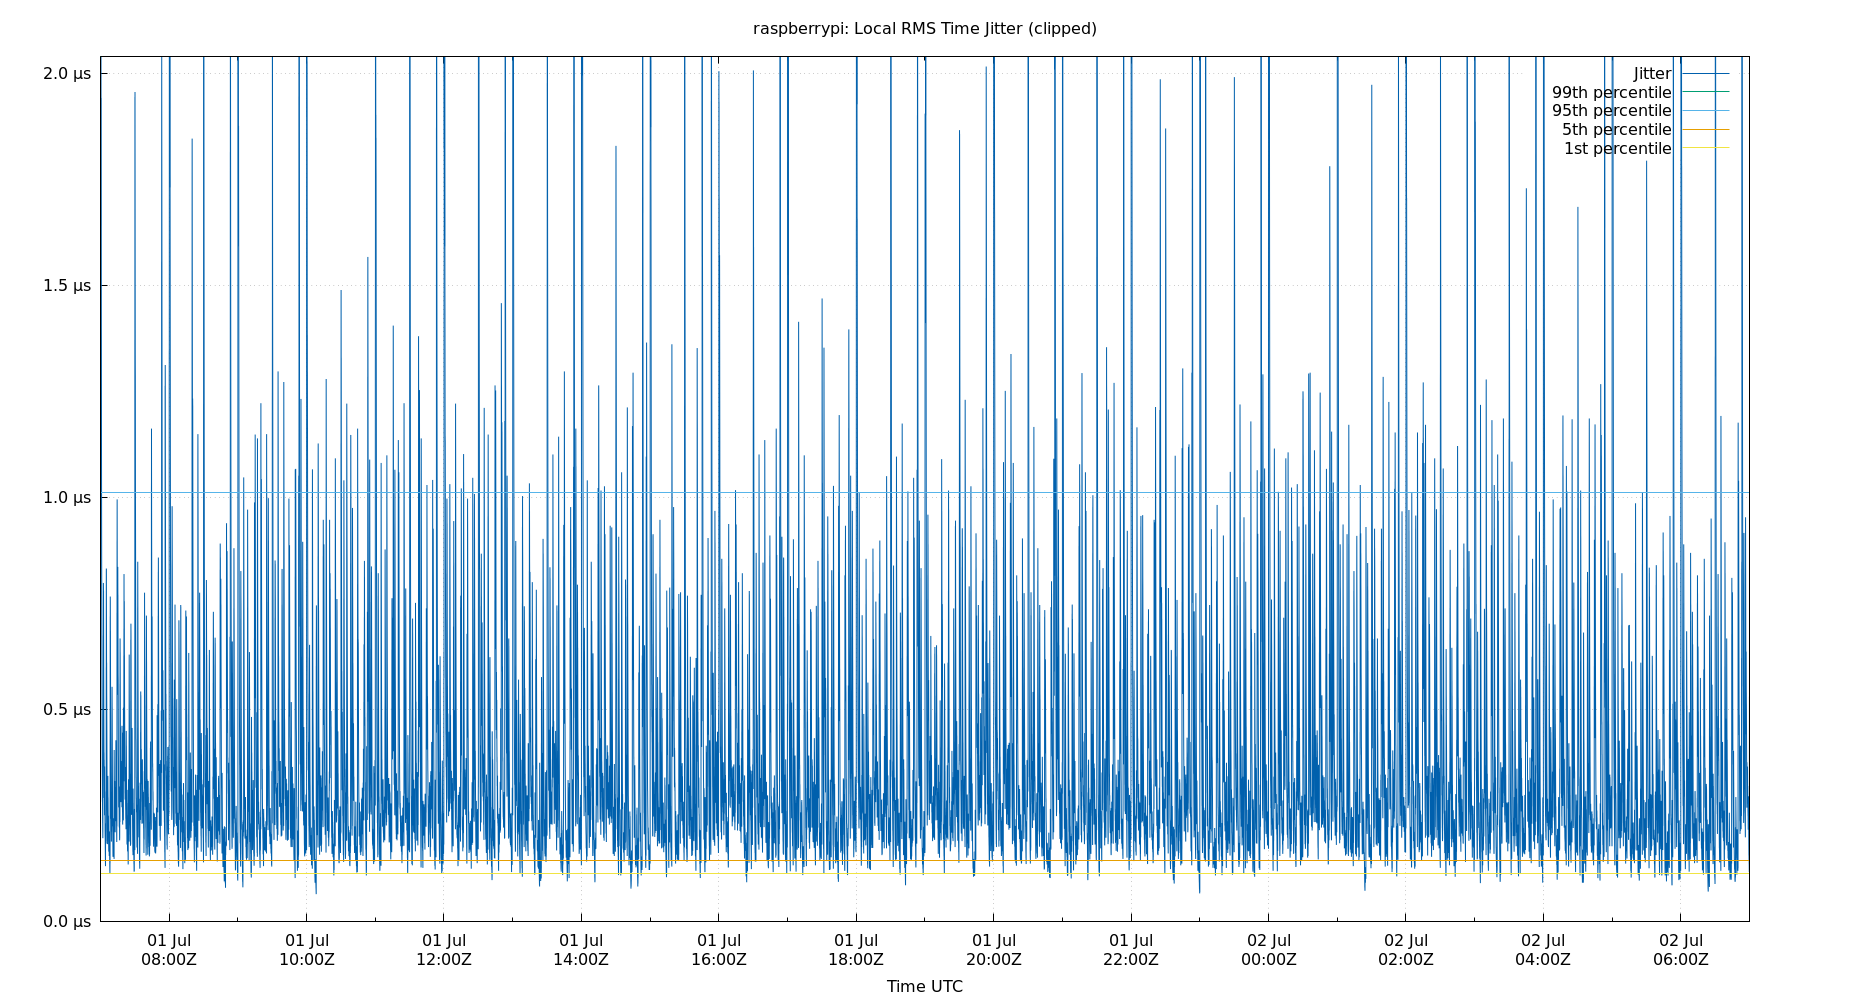 raspberrypi: Local RMS Time Jitter (clipped)
2.0 µs
1.5 µs
1.0 µs
0.5 µs
0.0 µs
Jitter
99th percentile
95th percentile
5th percentile
1st percentile
01 Jul 01 Jul 01 Jul 01 Jul 01 Jul 01 Jul 01 Jul 01 Jul 02 Jul 02 Jul 02 Jul 02 Jul
08:00Z 10:00Z 12:00Z 14:00Z 16:00Z 18:00Z 20:00Z 22:00Z 00:00Z 02:00Z 04:00Z 06:00Z
Time UTC